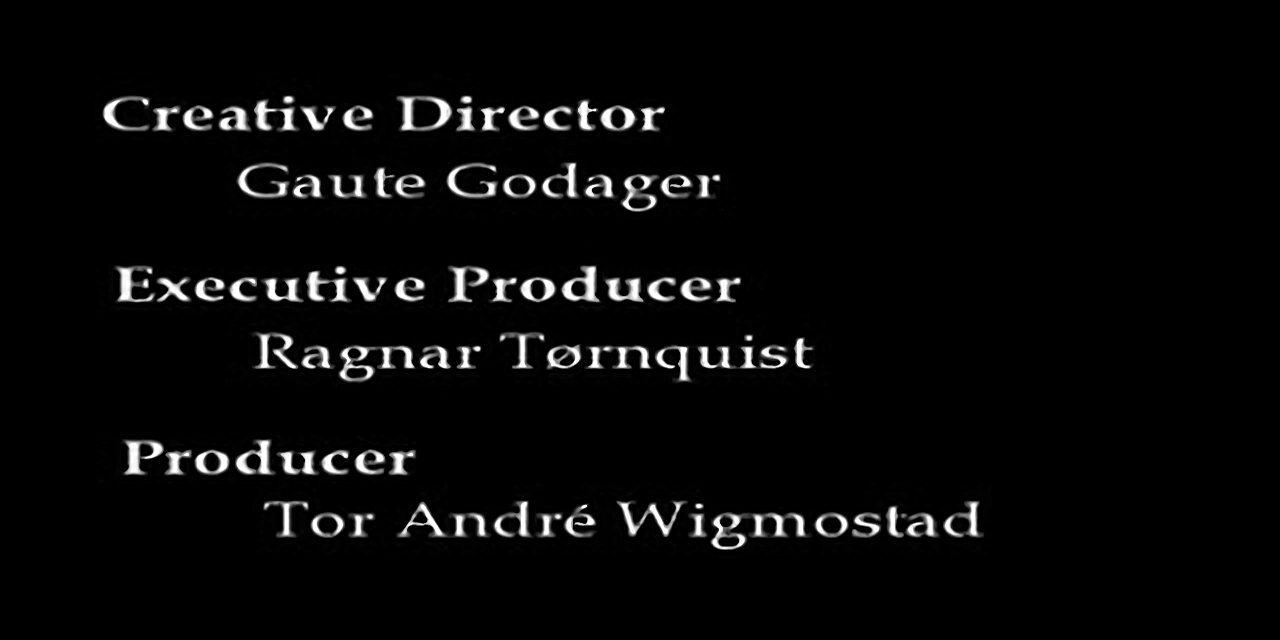 Creative Director
Gaute Godager
Executive Producer
Ragnar Tørnquist
Producer
Tor André Wigmostad